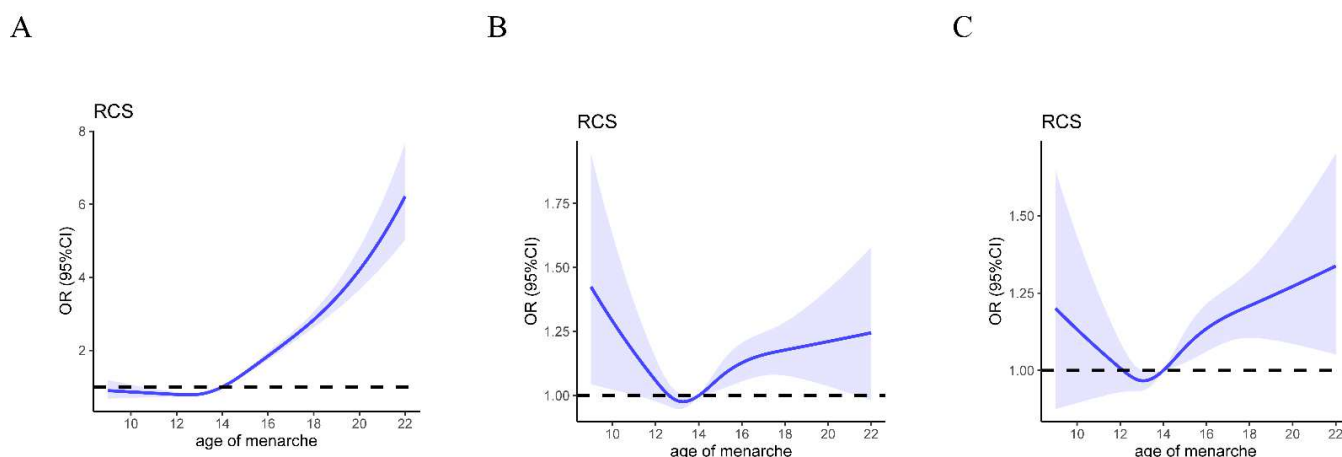 A
RCS
OR (95%CI)
8
6
4
2
10 12 14 16 18 20 22
age of menarche
B
RCS
OR (95%CI)
1.75
1.50
1.25
1.00
10 12 14 16 18 20 22
age of menarche
C
RCS
OR (95%CI)
1.50
1.25
1.00
10 12 14 16 18 20 22
age of menarche